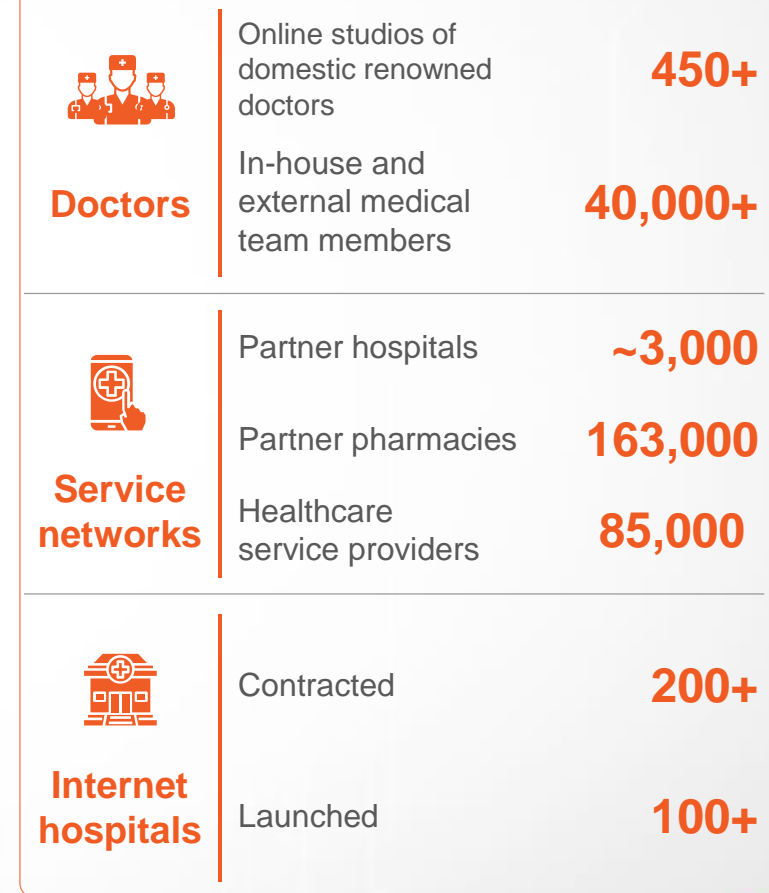 Doctors
Online studios of
domestic renowned
doctors
450+
In-house and
external medical
team members
40,000+
Service
networks
Partner hospitals
~3,000
Partner pharmacies
163,000
Healthcare
service providers
85,000
Internet
hospitals
Contracted
200+
Launched
100+